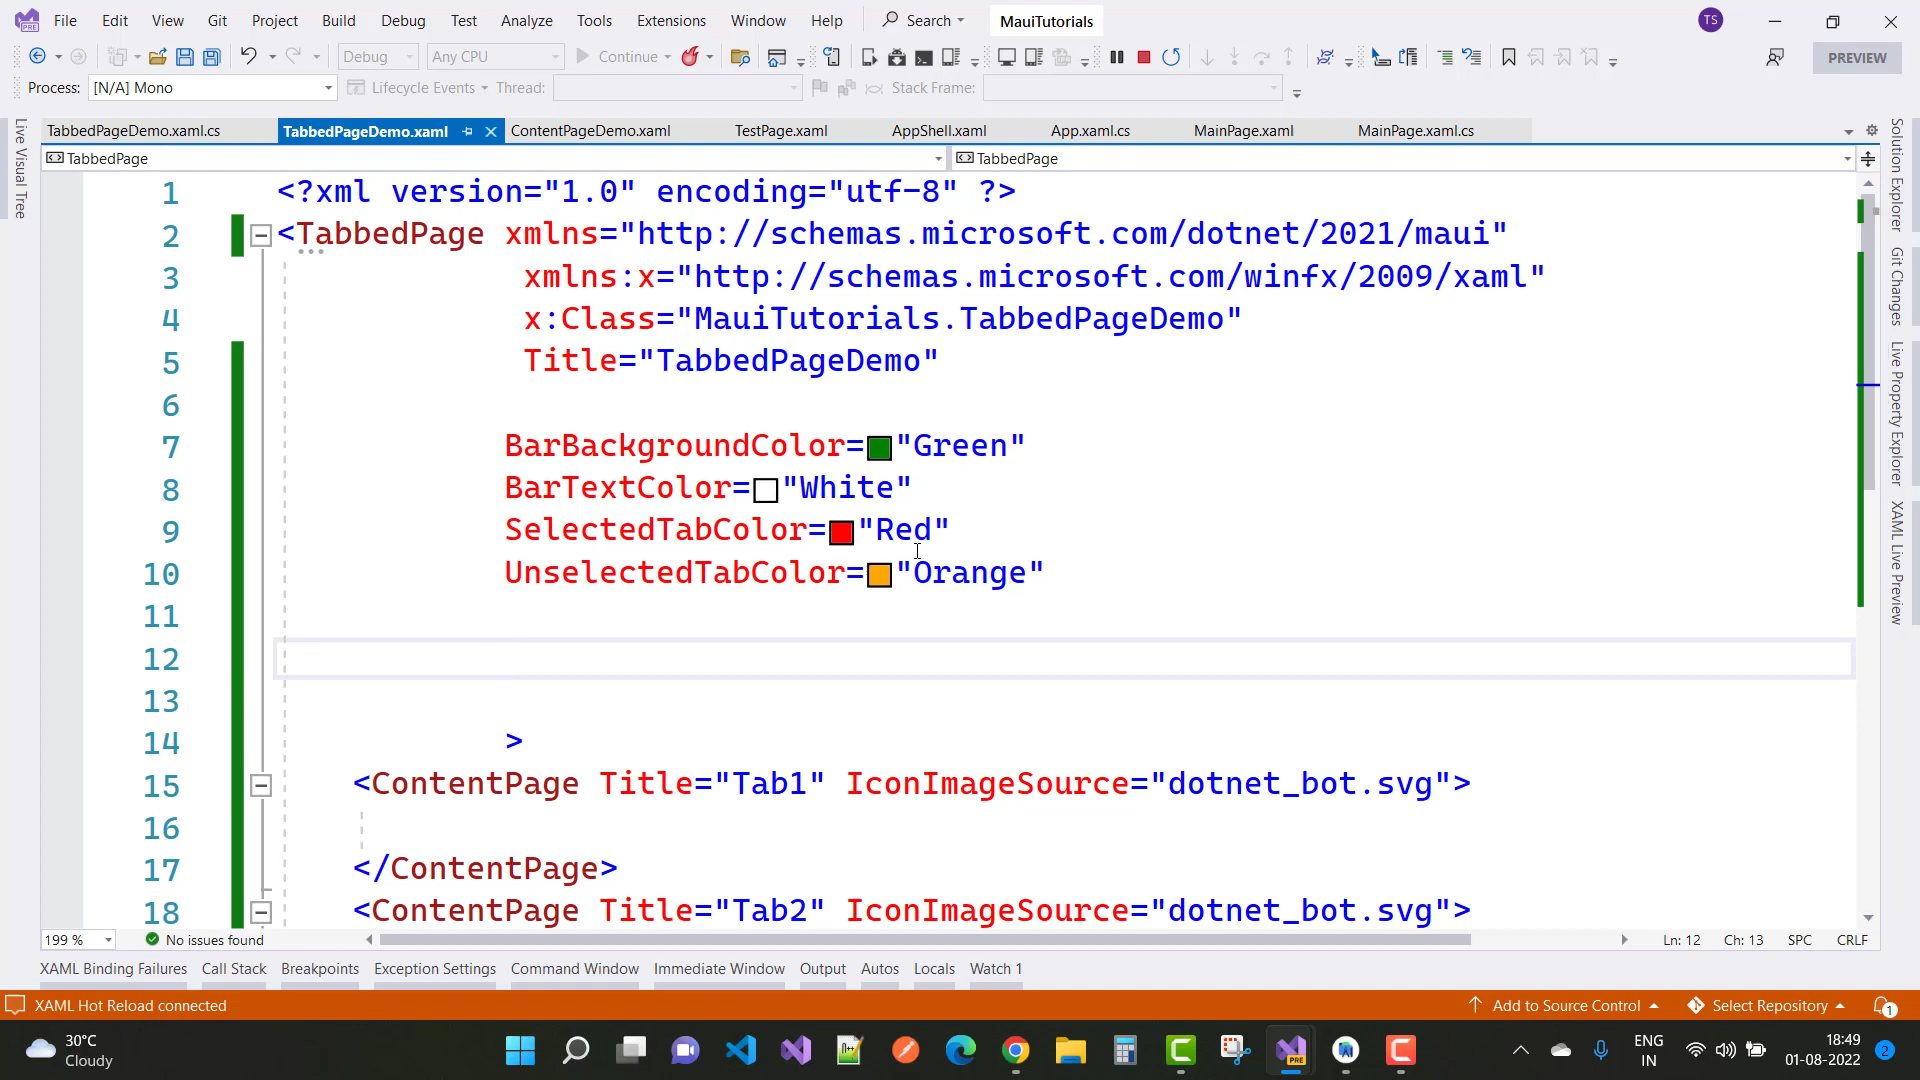 File Edit View Git Project Build Debug Test Analyze Tools Extensions Window Help Search MauiTutorials TS
Debug Any CPU Continue PREVIEW
Process: [N/A] Mono Lifecycle Events Thread: Stack Frame:
TabbedPageDemo.xaml.cs TabbedPageDemo.xaml ContentPageDemo.xaml TestPage.xaml AppShell.xaml App.xaml.cs MainPage.xaml MainPage.xaml.cs
TabbedPage TabbedPage
Live Visual Tree
1 <?xml version="1.0" encoding="utf-8" ?>
2 <TabbedPage xmlns="http://schemas.microsoft.com/dotnet/2021/maui"
3 xmlns:x="http://schemas.microsoft.com/winfx/2009/xaml"
4 x:Class="MauiTutorials.TabbedPageDemo"
5 Title="TabbedPageDemo"
6
7 BarBackgroundColor="Green"
8 BarTextColor="White"
9 SelectedTabColor="Red"
10 UnselectedTabColor="Orange"
11
12
13
14 >
15 <ContentPage Title="Tab1" IconImageSource="dotnet_bot.svg">
16
17 </ContentPage>
18 <ContentPage Title="Tab2" IconImageSource="dotnet_bot.svg">
Solution Explorer
Git Changes
Live Property Explorer
XAML Live Preview
199 % No issues found Ln: 12 Ch: 13 SPC CRLF
XAML Binding Failures Call Stack Breakpoints Exception Settings Command Window Immediate Window Output Autos Locals Watch 1
XAML Hot Reload connected Add to Source Control Select Repository 1
30°C
Cloudy
PRE
ENG
IN
18:49
01-08-2022
2